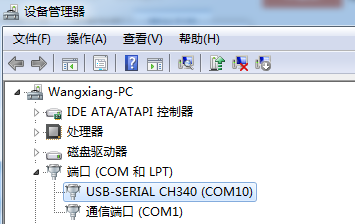 设备管理器
文件(F) 操作(A) 查看(V) 帮助(H)
Wangxiang-PC
IDE ATA/ATAPI 控制器
处理器
磁盘驱动器
端口 (COM 和 LPT)
USB-SERIAL CH340 (COM10)
通信端口 (COM1)